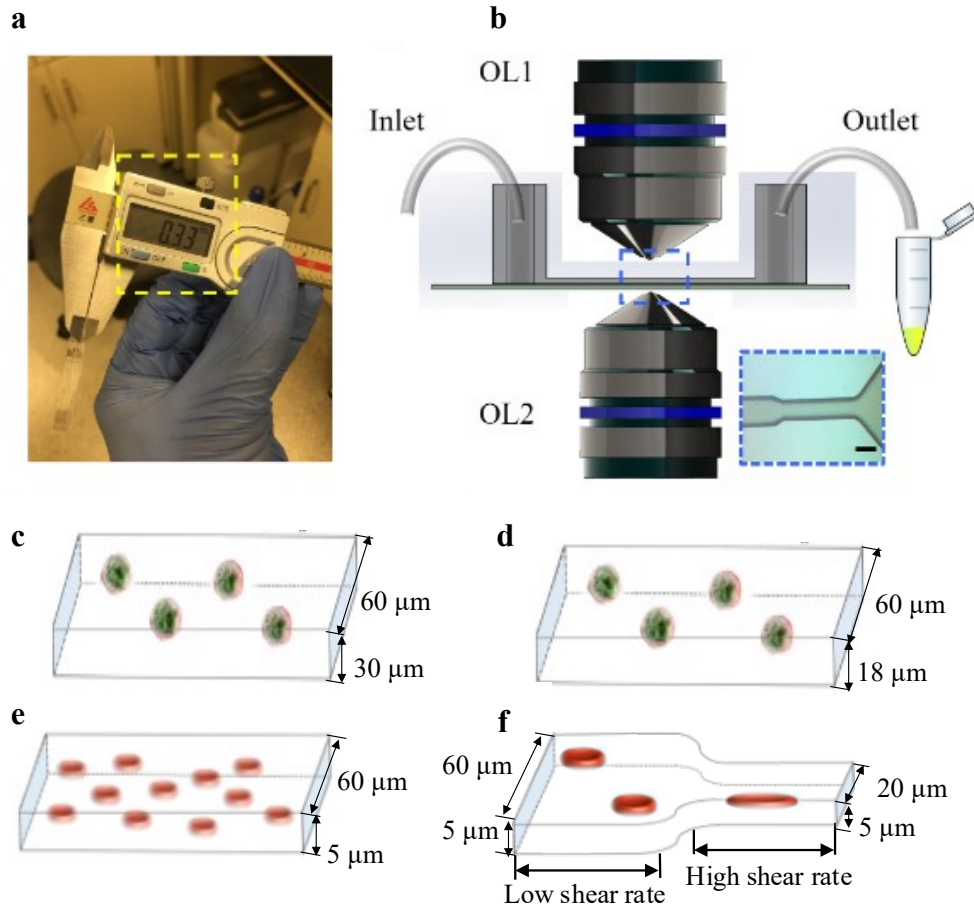 a
b
OL1
Inlet
Outlet
0.33
OL2
c
d
60 μm
30 μm
60 μm
18 μm
e
f
60 μm
5 μm
60 μm
20 μm
5 μm
5 μm
Low shear rate
High shear rate